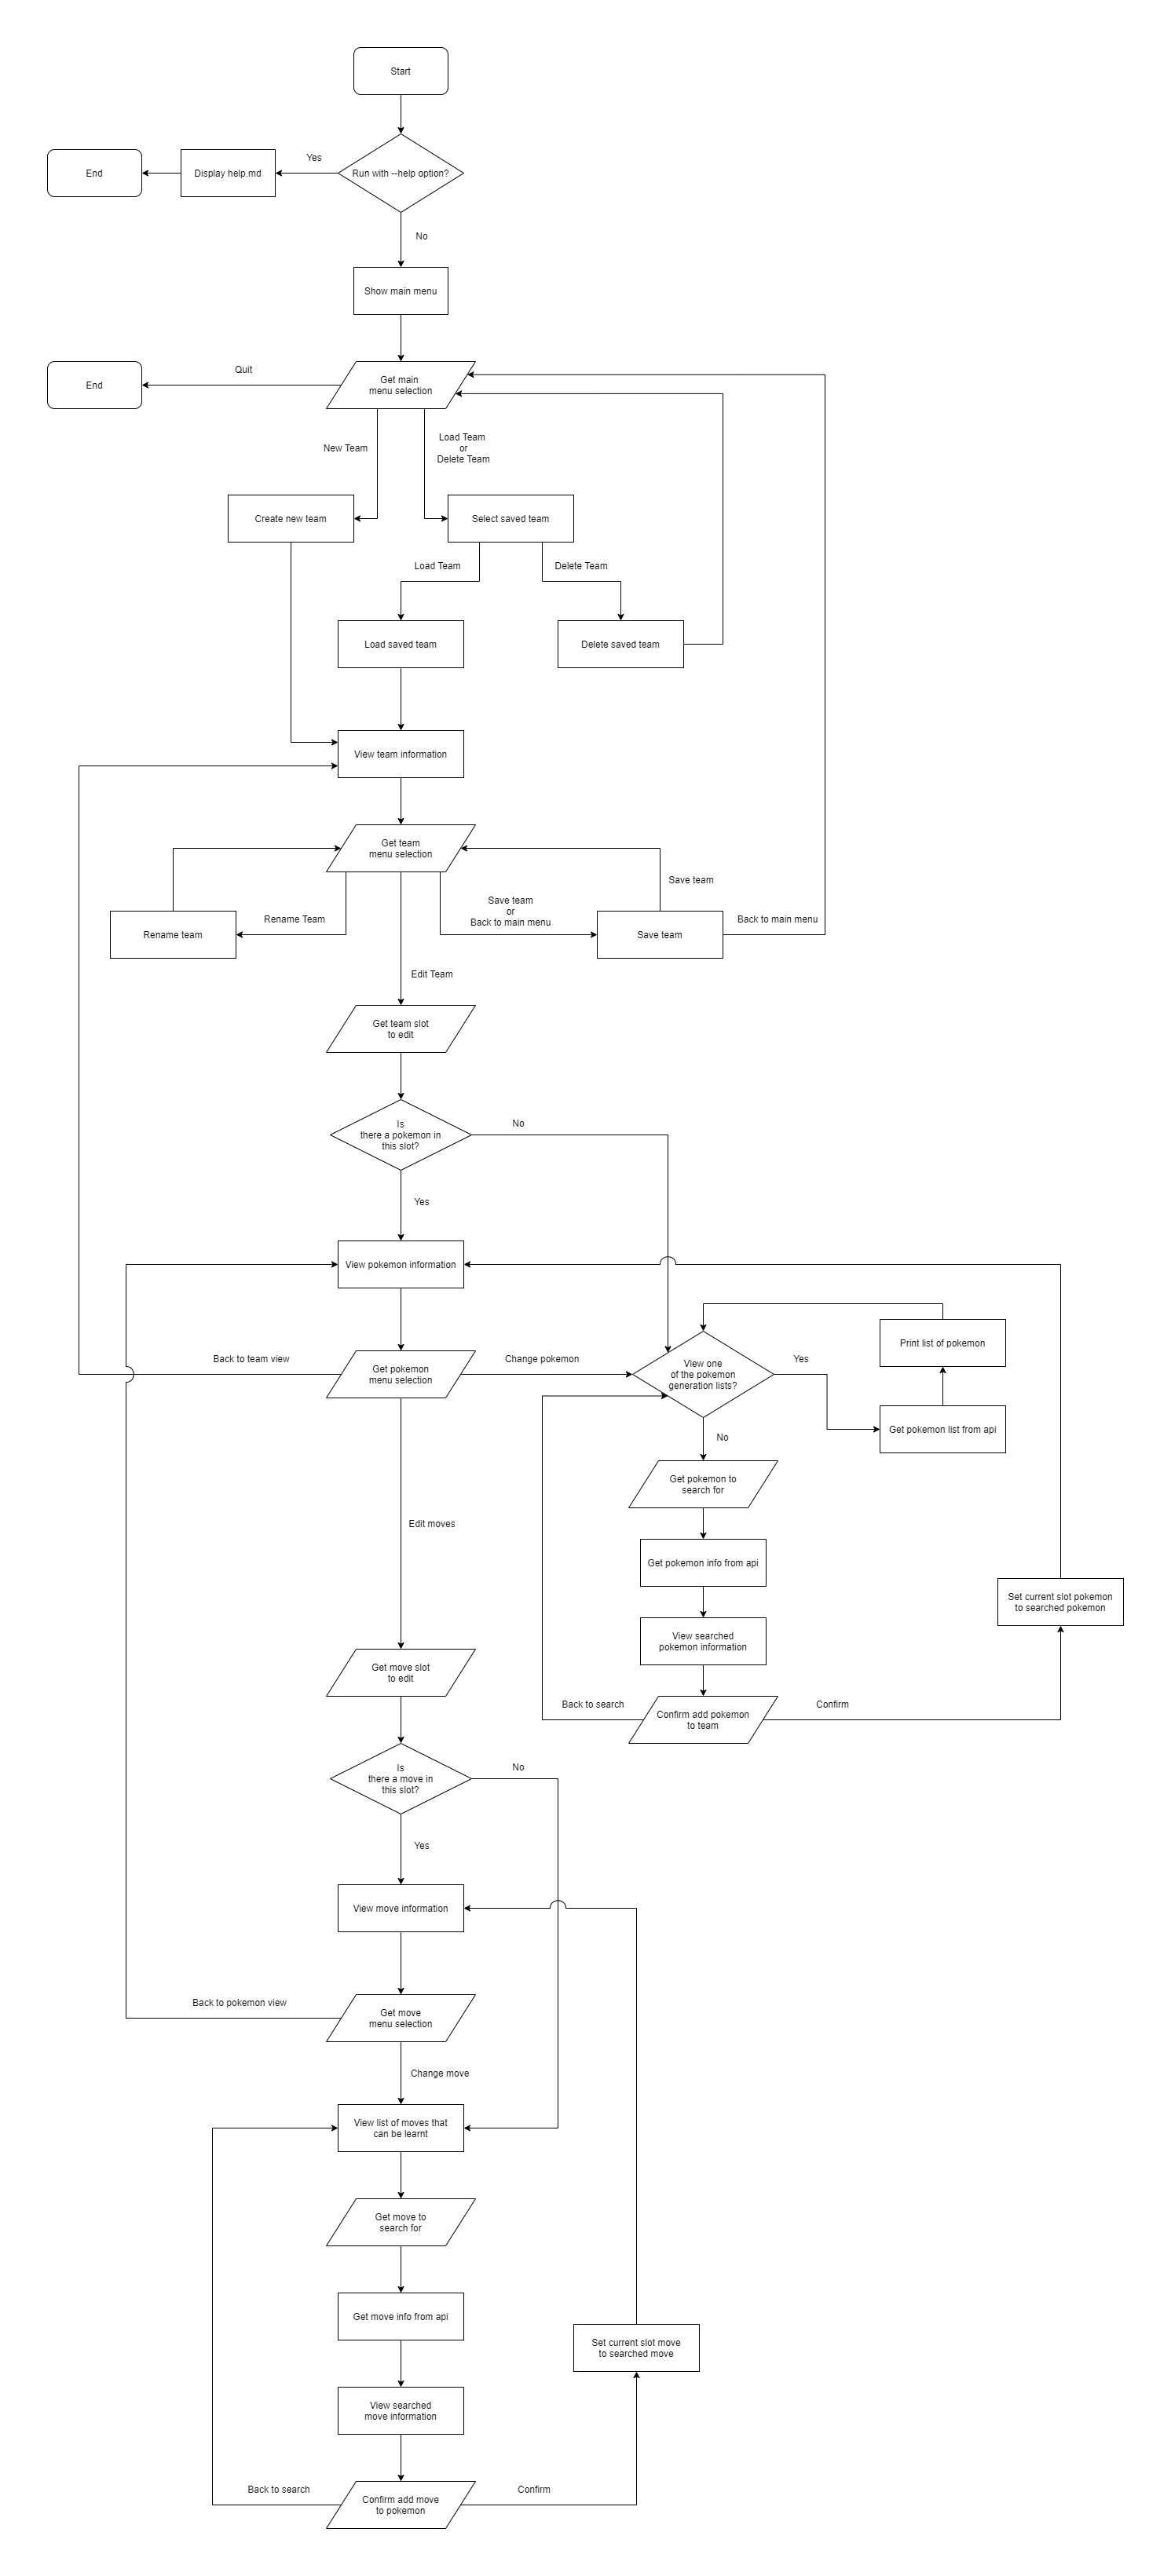 Start
Run with --help option?
Yes
Display help.md
End
No
Show main menu
Get main
menu selection
Quit
End
New Team
Load Team
or
Delete Team
Create new team
Select saved team
Load Team
Delete Team
Load saved team
Delete saved team
View team information
Get team
menu selection
Rename Team
Rename team
Save team
or
Back to main menu
Save team
Save team
Back to main menu
Edit Team
Get team slot
to edit
Is
there a pokemon in
this slot?
No
Yes
View pokemon information
Back to team view
Get pokemon
menu selection
Change pokemon
View one
of the pokemon
generation lists?
Yes
Print list of pokemon
Get pokemon list from api
No
Get pokemon to
search for
Get pokemon info from api
View searched
pokemon information
Back to search
Confirm add pokemon
to team
Confirm
Set current slot pokemon
to searched pokemon
Edit moves
Get move slot
to edit
Is
there a move in
this slot?
No
Yes
View move information
Back to pokemon view
Get move
menu selection
Change move
View list of moves that
can be learnt
Get move to
search for
Get move info from api
Set current slot move
to searched move
View searched
move information
Back to search
Confirm add move
to pokemon
Confirm